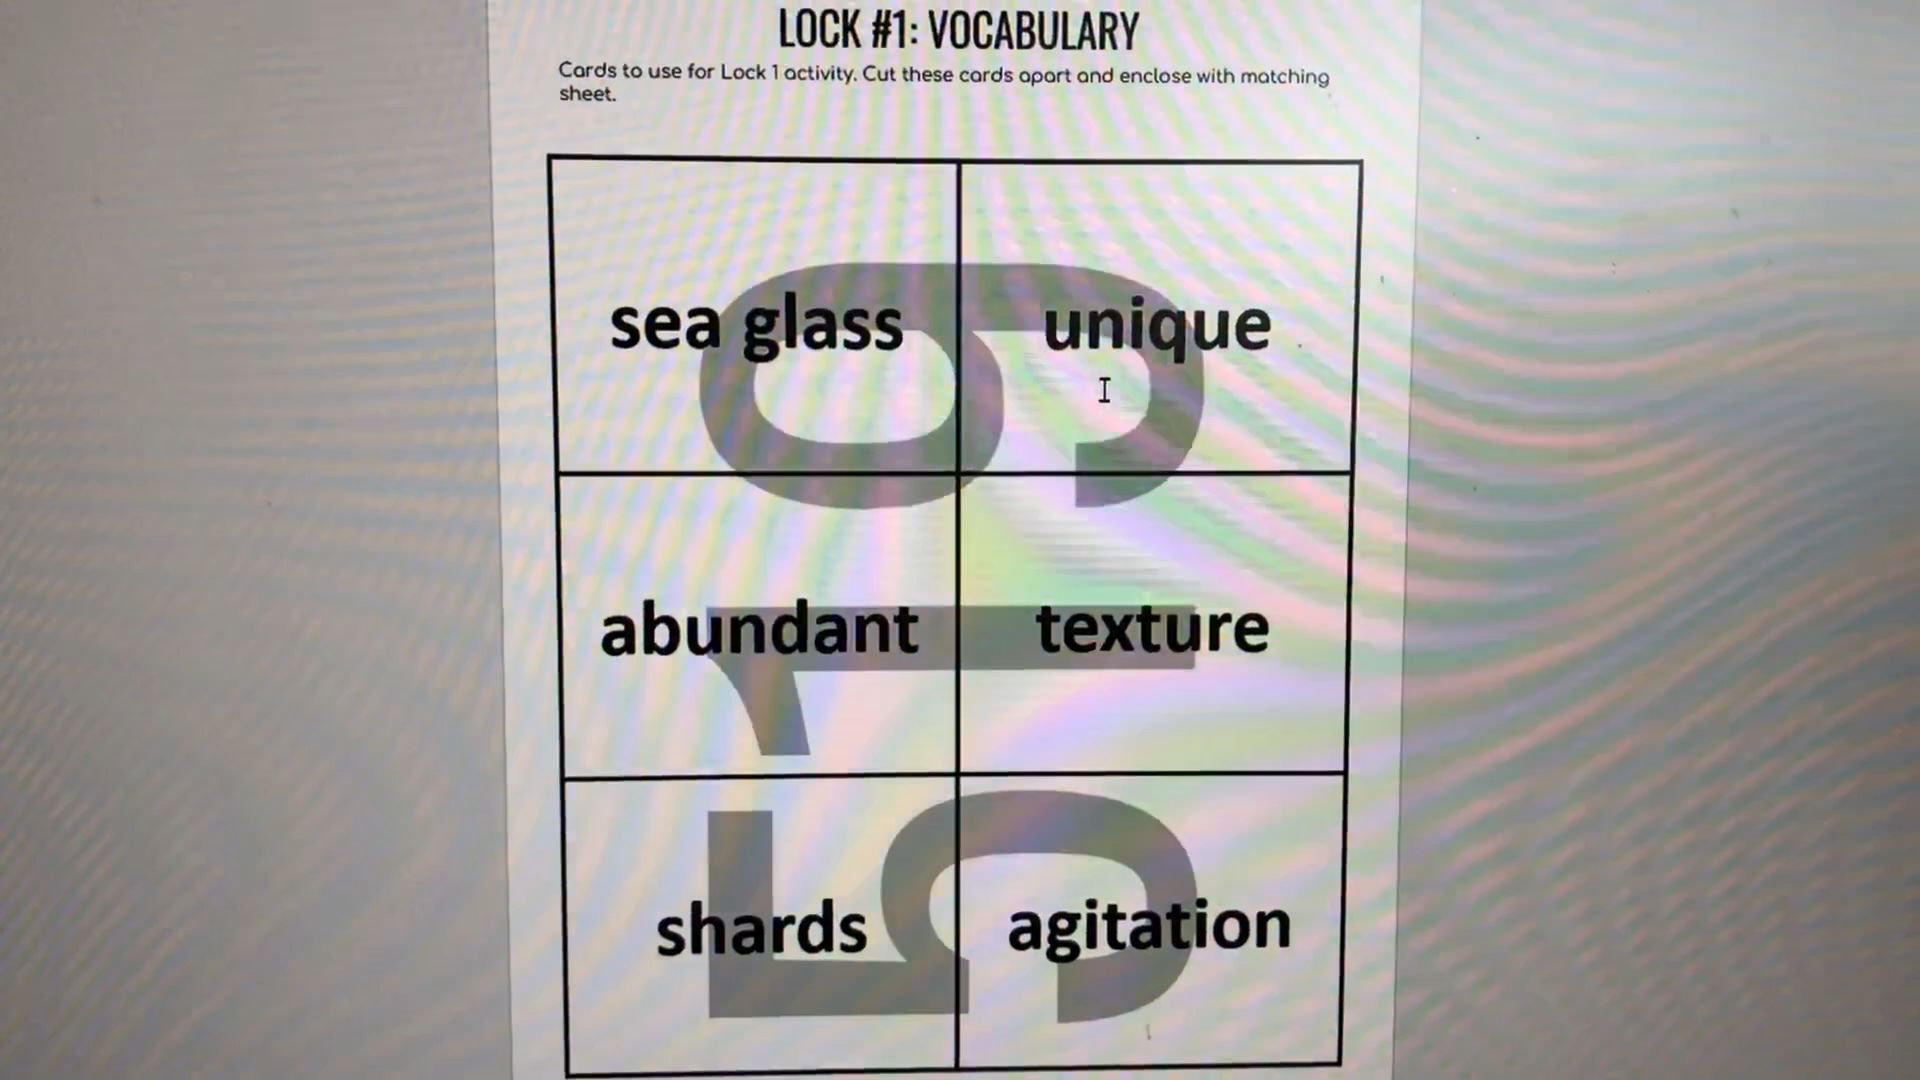 LOCK #1: VOCABULARY
Cards to use for Lock 1 activity. Cut these cards apart and enclose with matching
sheet.
sea glass
unique
abundant
texture
shards
agitation
519